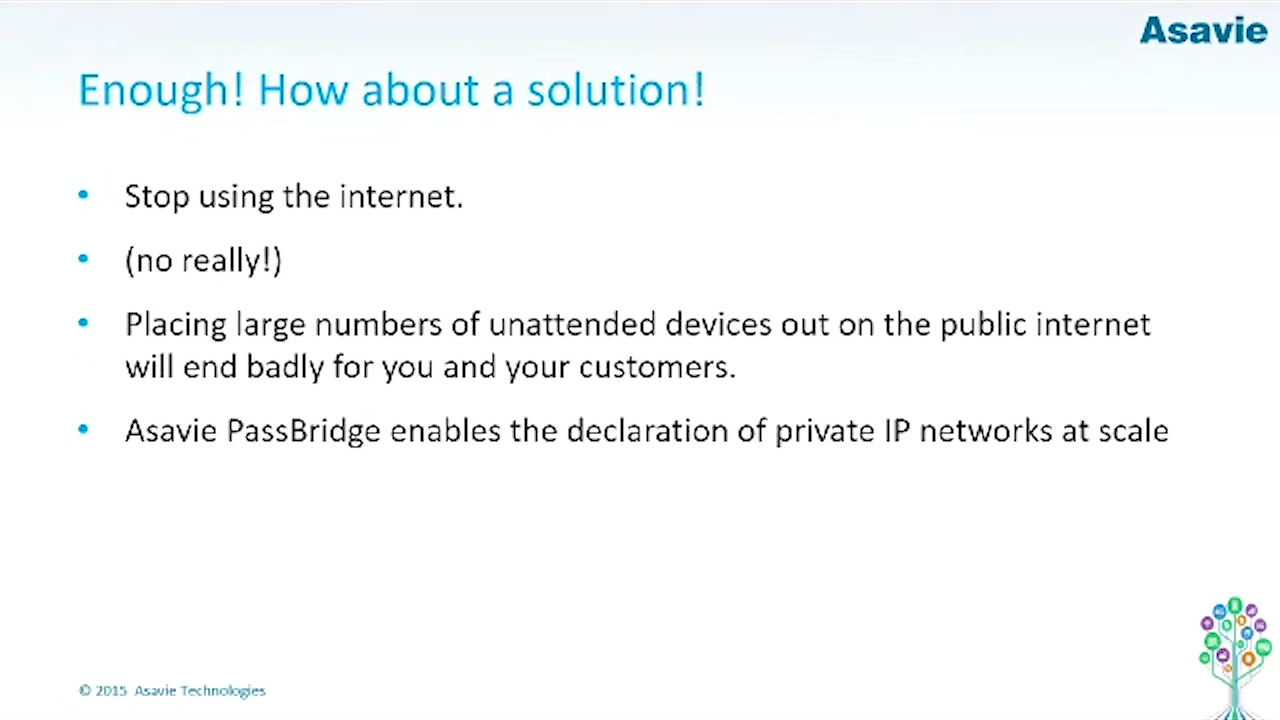 Asavie
Enough! How about a solution!
• Stop using the internet.
• (no really!)
• Placing large numbers of unattended devices out on the public internet
will end badly for you and your customers.
• Asavie PassBridge enables the declaration of private IP networks at scale
© 2015 Asavie Technologies